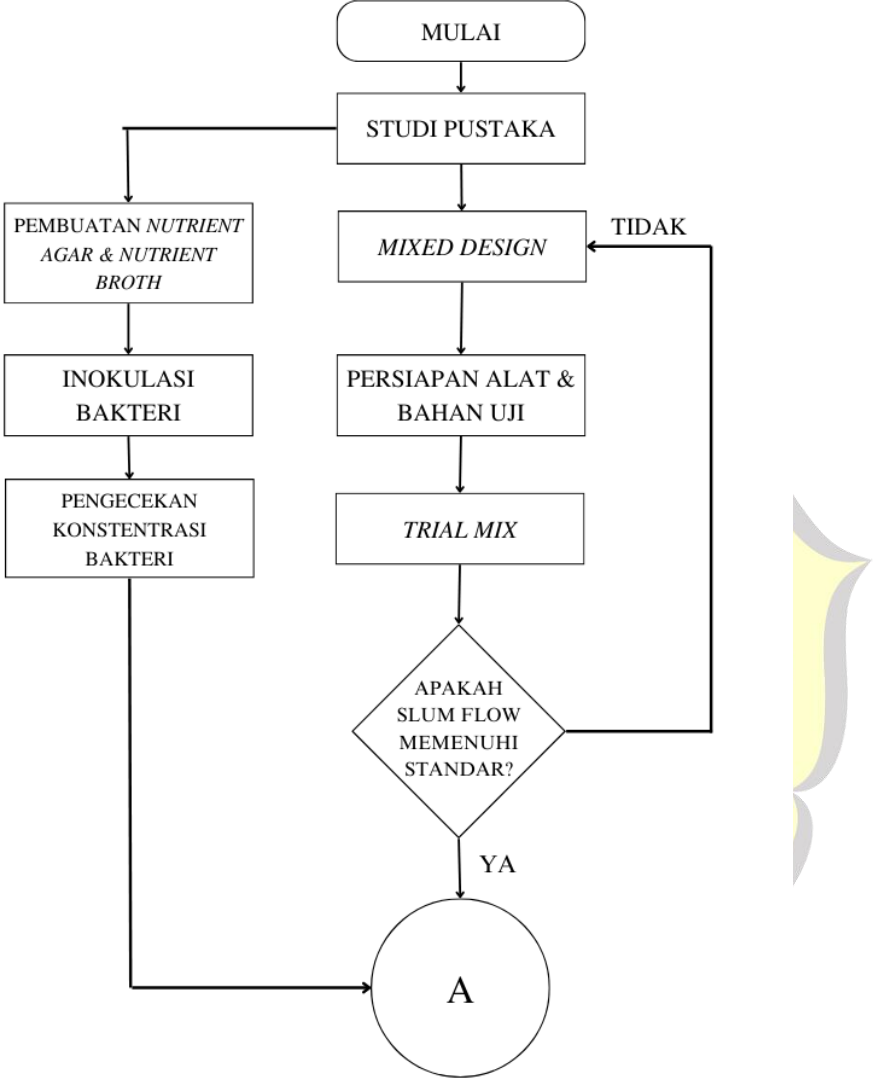 MULAI
STUDI PUSTAKA
PEMBUATAN NUTRIENT
AGAR & NUTRIENT
BROTH
INOKULASI
BAKTERI
PENGECEKAN
KONSTENTRASI
BAKTERI
MIXED DESIGN
TIDAK
PERSIAPAN ALAT &
BAHAN UJI
TRIAL MIX
APAKAH
SLUM FLOW
MEMENUHI
STANDAR?
YA
A